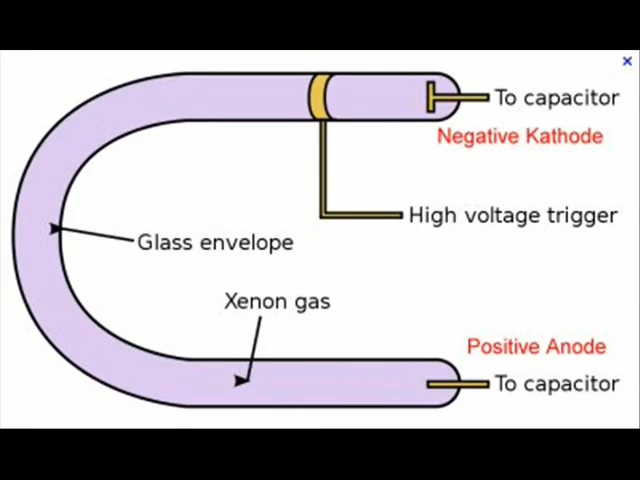 To capacitor
Negative Kathode
High voltage trigger
Glass envelope
Xenon gas
Positive Anode
To capacitor